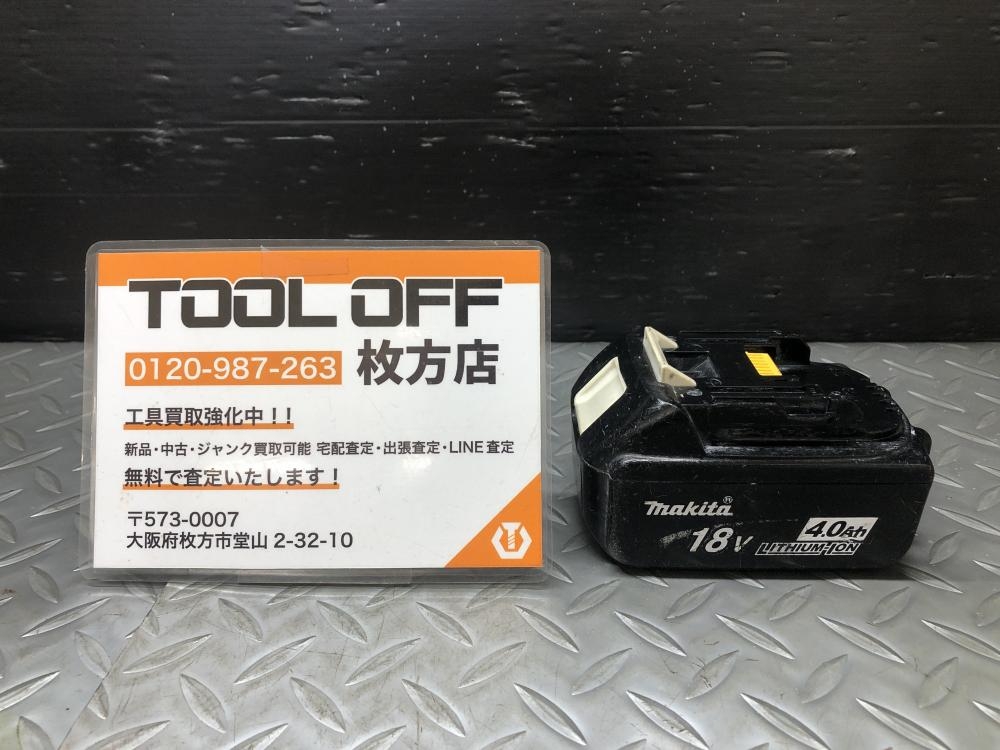 TOOL OFF
0120-987-263 枚方店
工具買取強化中！！
新品・中古・ジャンク買取可能 宅配査定・出張査定・LINE査定
無料で査定いたします！
〒573-0007
大阪府枚方市堂山 2-32-10
makita®
18V
4.0Ah
LITHIUM-ION